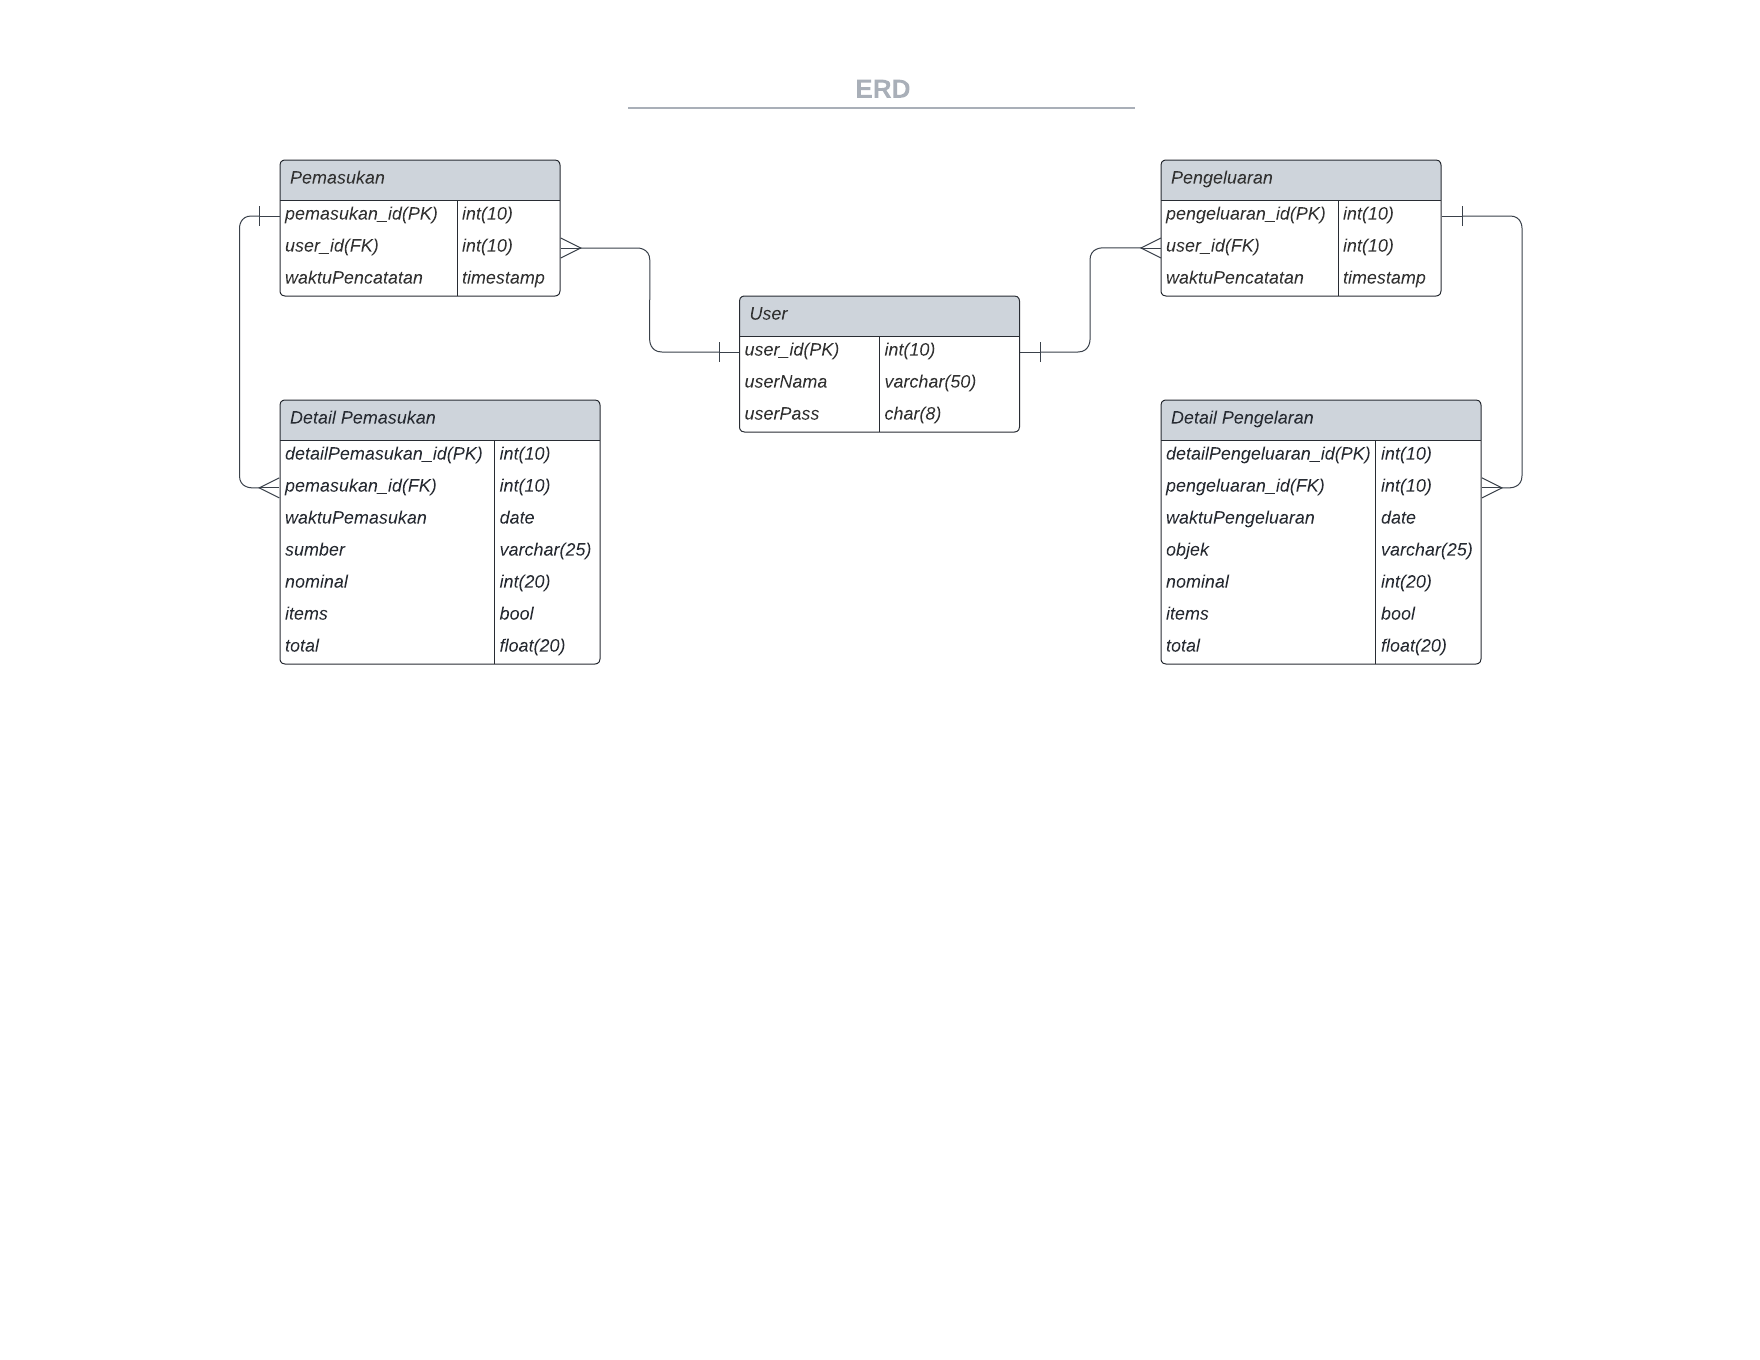 ERD
Pemasukan
pemasukan_id(PK) int(10)
user_id(FK) int(10)
waktuPencatatan timestamp
Pengeluaran
pengeluaran_id(PK) int(10)
user_id(FK) int(10)
waktuPencatatan timestamp
User
user_id(PK) int(10)
userNama varchar(50)
userPass char(8)
Detail Pemasukan
detailPemasukan_id(PK) int(10)
pemasukan_id(FK) int(10)
waktuPemasukan date
sumber varchar(25)
nominal int(20)
items bool
total float(20)
Detail Pengelaran
detailPengeluaran_id(PK) int(10)
pengeluaran_id(FK) int(10)
waktuPengeluaran date
objek varchar(25)
nominal int(20)
items bool
total float(20)